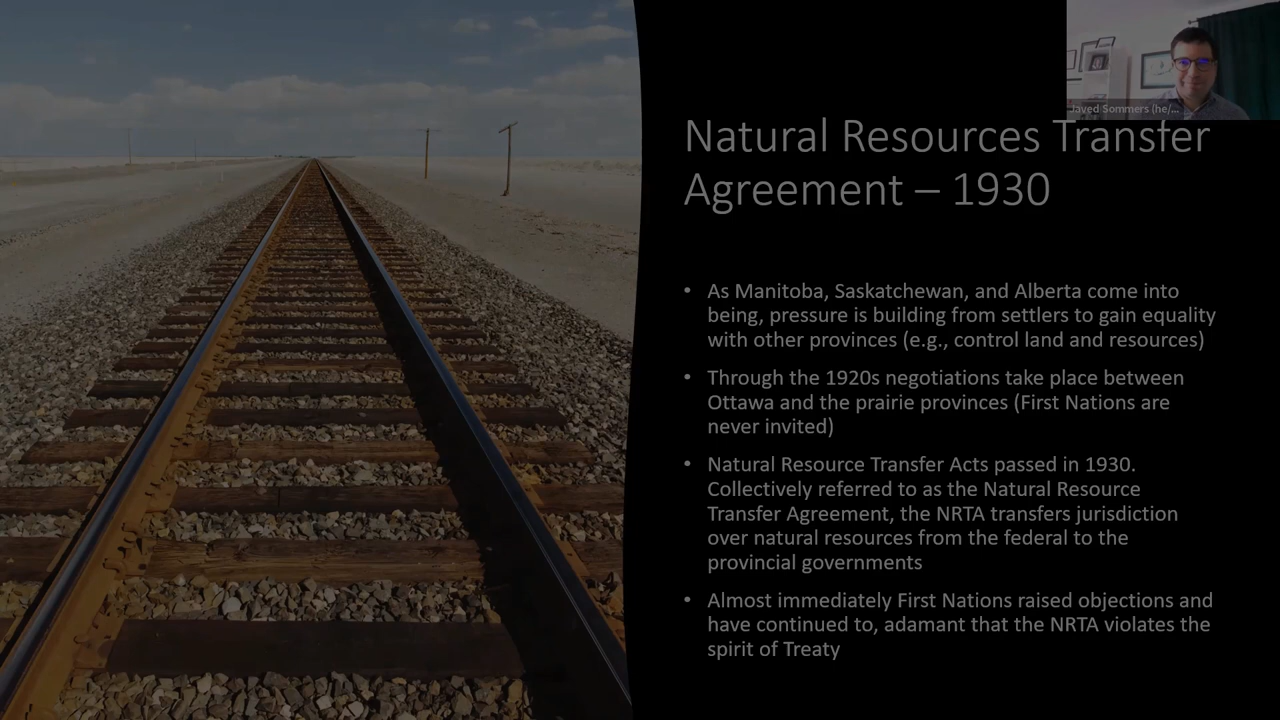 Javed Sommers (he/...
Natural Resources Transfer
Agreement – 1930
• As Manitoba, Saskatchewan, and Alberta come into
being, pressure is building from settlers to gain equality
with other provinces (e.g., control land and resources)
• Through the 1920s negotiations take place between
Ottawa and the prairie provinces (First Nations are
never invited)
• Natural Resource Transfer Acts passed in 1930.
Collectively referred to as the Natural Resource
Transfer Agreement, the NRTA transfers jurisdiction
over natural resources from the federal to the
provincial governments
• Almost immediately First Nations raised objections and
have continued to, adamant that the NRTA violates the
spirit of Treaty